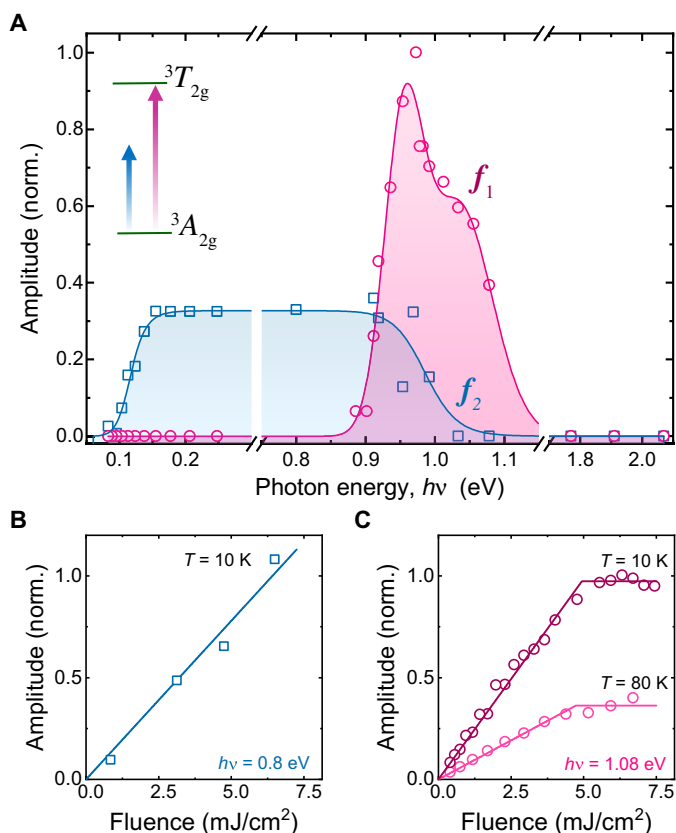 A
1.0
0.8
0.6
0.4
0.2
0.0
Amplitude (norm.)
³T₂g
³A₂g
f₁
f₂
0.1 0.2 0.8 0.9 1.0 1.1 1.8 2.0
Photon energy, hν (eV)
B
T = 10 K
1.0
0.5
0.0
Amplitude (norm.)
hν = 0.8 eV
0.0 2.5 5.0 7.5
Fluence (mJ/cm²)
C
T = 10 K
1.0
0.5
0.0
Amplitude (norm.)
T = 80 K
hν = 1.08 eV
0.0 2.5 5.0 7.5
Fluence (mJ/cm²)